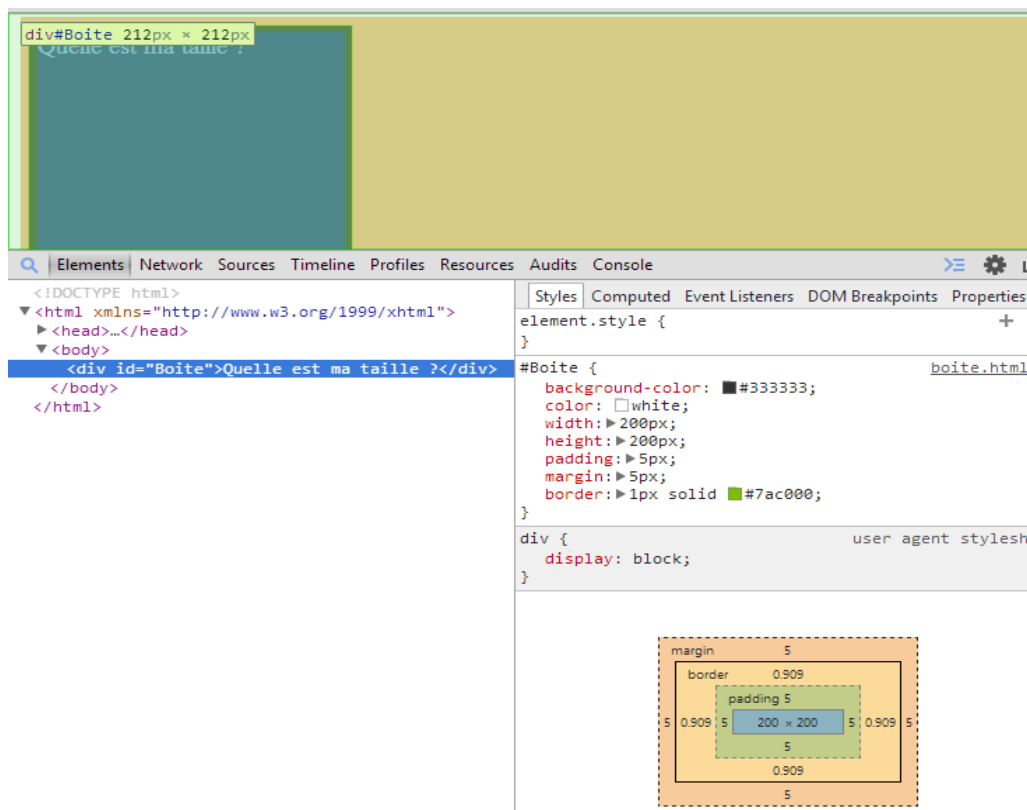 div#Boite 212px × 212px
Quelle est ma taille ?
Elements Network Sources Timeline Profiles Resources Audits Console
<!DOCTYPE html>
▼<html xmlns="http://www.w3.org/1999/xhtml">
▶<head>…</head>
▼<body>
<div id="Boite">Quelle est ma taille ?</div>
</body>
</html>
Styles Computed Event Listeners DOM Breakpoints Properties
element.style {
}
#Boite { boite.html
background-color: #333333;
color: white;
width:▶200px;
height:▶200px;
padding:▶5px;
margin:▶5px;
border:▶1px solid #7ac000;
}
div { user agent stylesh
display: block;
}
margin 5
border 0.909
padding 5
5 0.909 5 200 × 200 5 0.909 5
5
0.909
5